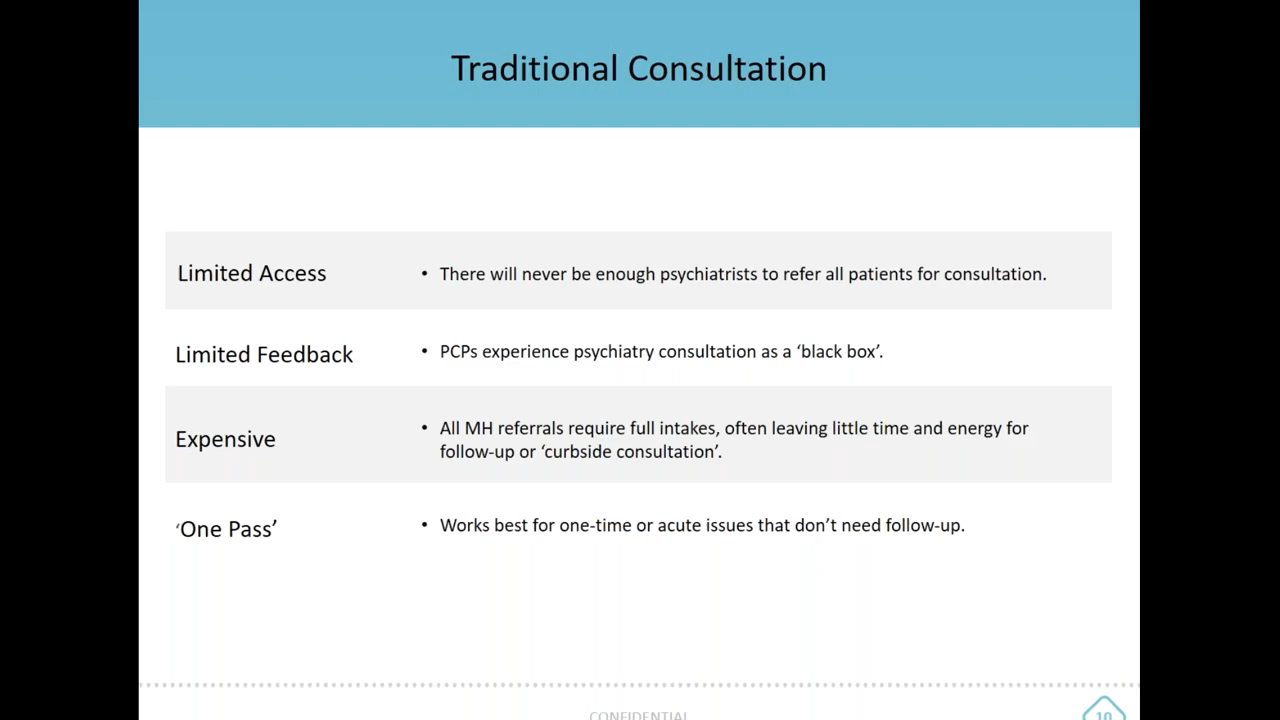 Traditional Consultation
Limited Access
• There will never be enough psychiatrists to refer all patients for consultation.
Limited Feedback
• PCPs experience psychiatry consultation as a ‘black box’.
Expensive
• All MH referrals require full intakes, often leaving little time and energy for
follow-up or ‘curbside consultation’.
‘One Pass’
• Works best for one-time or acute issues that don’t need follow-up.
CONFIDENTIAL
10